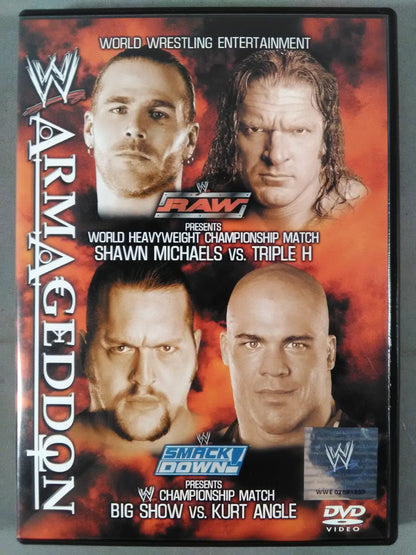 WORLD WRESTLING ENTERTAINMENT
W
ARMAGEDDON
W
RAW
PRESENTS
WORLD HEAVYWEIGHT CHAMPIONSHIP MATCH
SHAWN MICHAELS VS. TRIPLE H
W
SMACK
DOWN!
PRESENTS
W CHAMPIONSHIP MATCH
BIG SHOW VS. KURT ANGLE
W
DVD
VIDEO